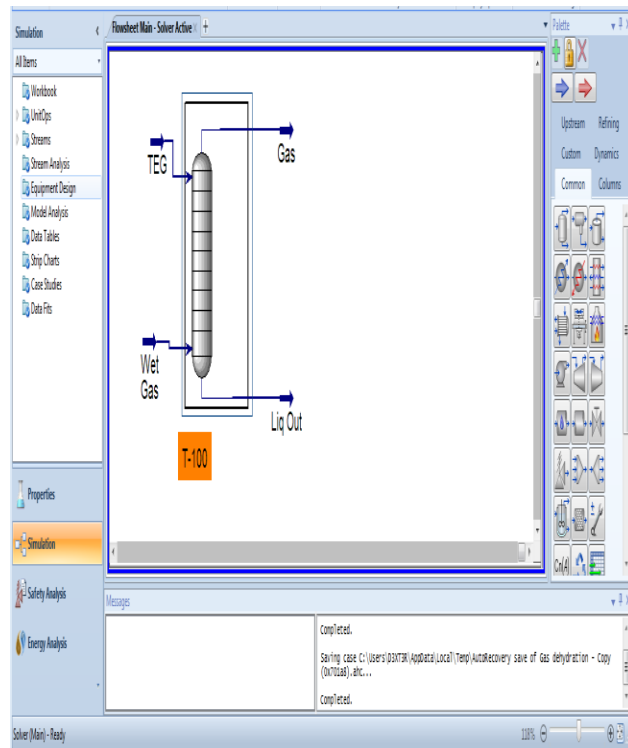 Simulation
All Items
Workbook
UnitOps
Streams
Stream Analysis
Equipment Design
Model Analysis
Data Tables
Strip Charts
Case Studies
Data Fits
Properties
Simulation
Safety Analysis
Energy Analysis
Flowsheet Main - Solver Active
TEG
Gas
Wet
Gas
Liq Out
T-100
Palette
Upstream Refining
Custom Dynamics
Common Columns
Cn(A)
Messages
Completed.
Saving case C:\Users\D3XT3R\AppData\Local\Temp\AutoRecovery save of Gas dehydration - Copy
(0x701a8).ahc...
Completed.
Solver (Main) - Ready
118%